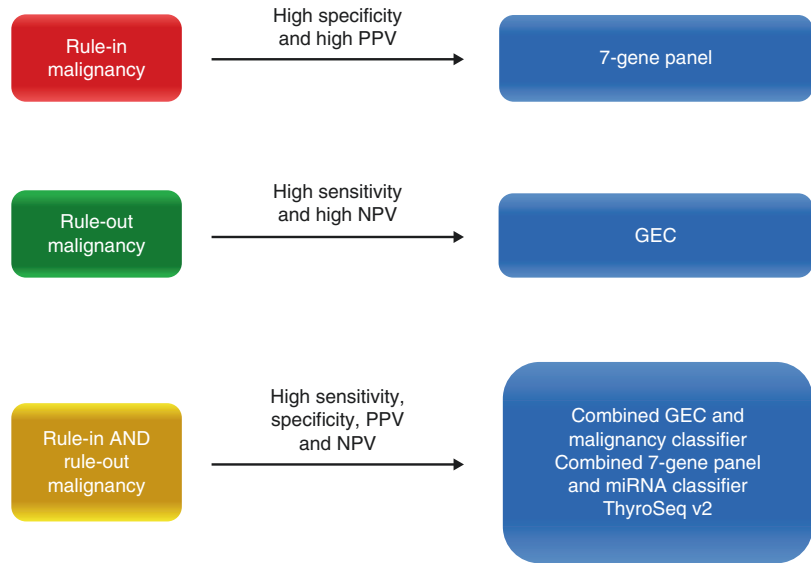 Rule-in
malignancy
High specificity
and high PPV
7-gene panel
Rule-out
malignancy
High sensitivity
and high NPV
GEC
Rule-in AND
rule-out
malignancy
High sensitivity,
specificity, PPV
and NPV
Combined GEC and
malignancy classifier
Combined 7-gene panel
and miRNA classifier
ThyroSeq v2